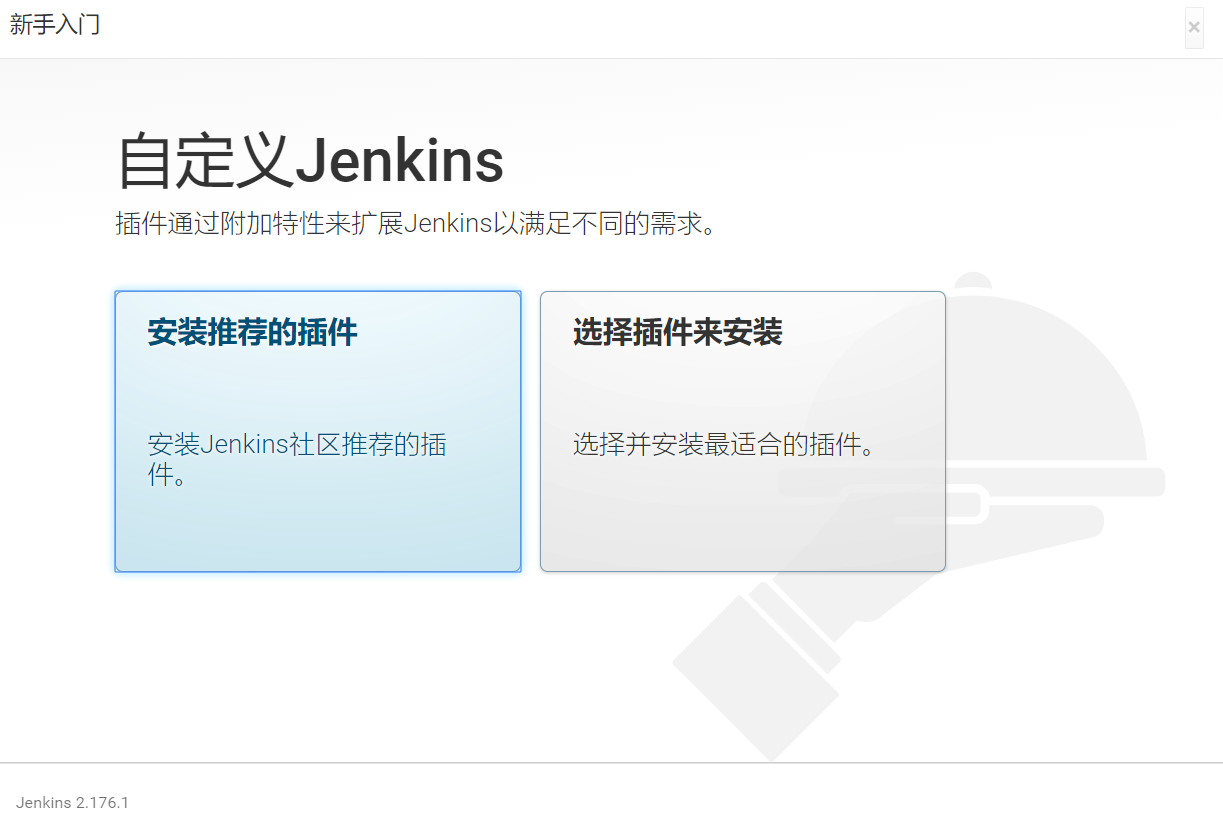 新手入门
×
自定义Jenkins
插件通过附加特性来扩展Jenkins以满足不同的需求。
安装推荐的插件
安装Jenkins社区推荐的插
件。
选择插件来安装
选择并安装最适合的插件。
Jenkins 2.176.1